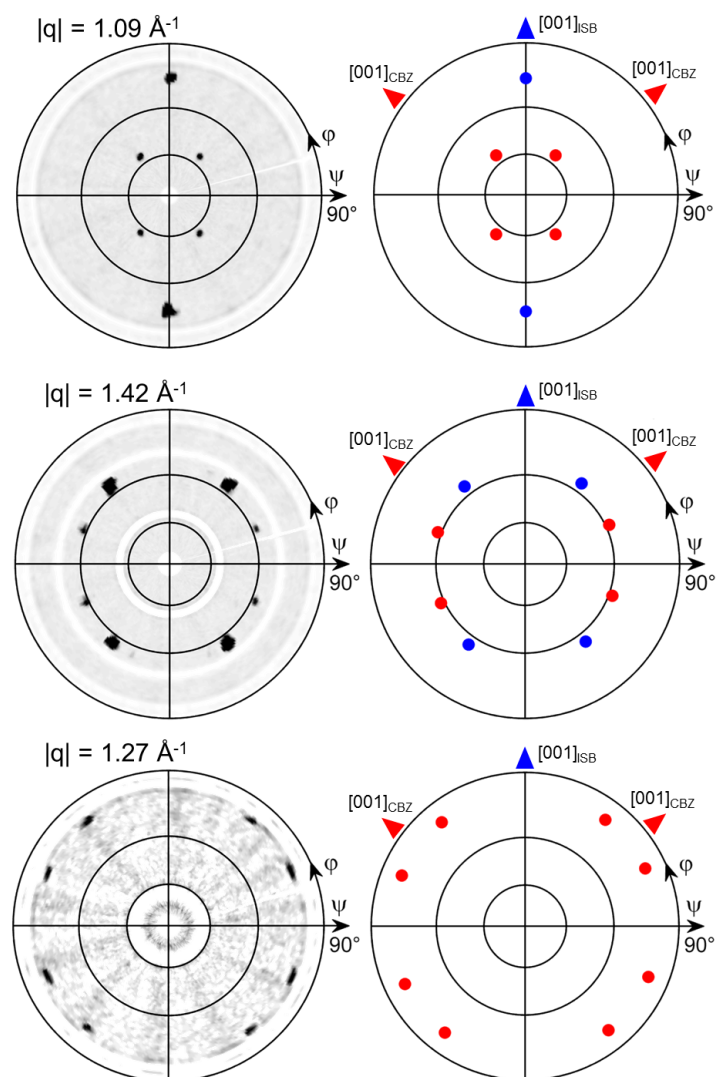 |q| = 1.09 Å-1
[001]ISB
[001]CBZ
[001]CBZ
φ
ψ
90°
φ
ψ
90°
|q| = 1.42 Å-1
[001]ISB
[001]CBZ
[001]CBZ
φ
ψ
90°
φ
ψ
90°
|q| = 1.27 Å-1
[001]ISB
[001]CBZ
[001]CBZ
φ
ψ
90°
φ
ψ
90°